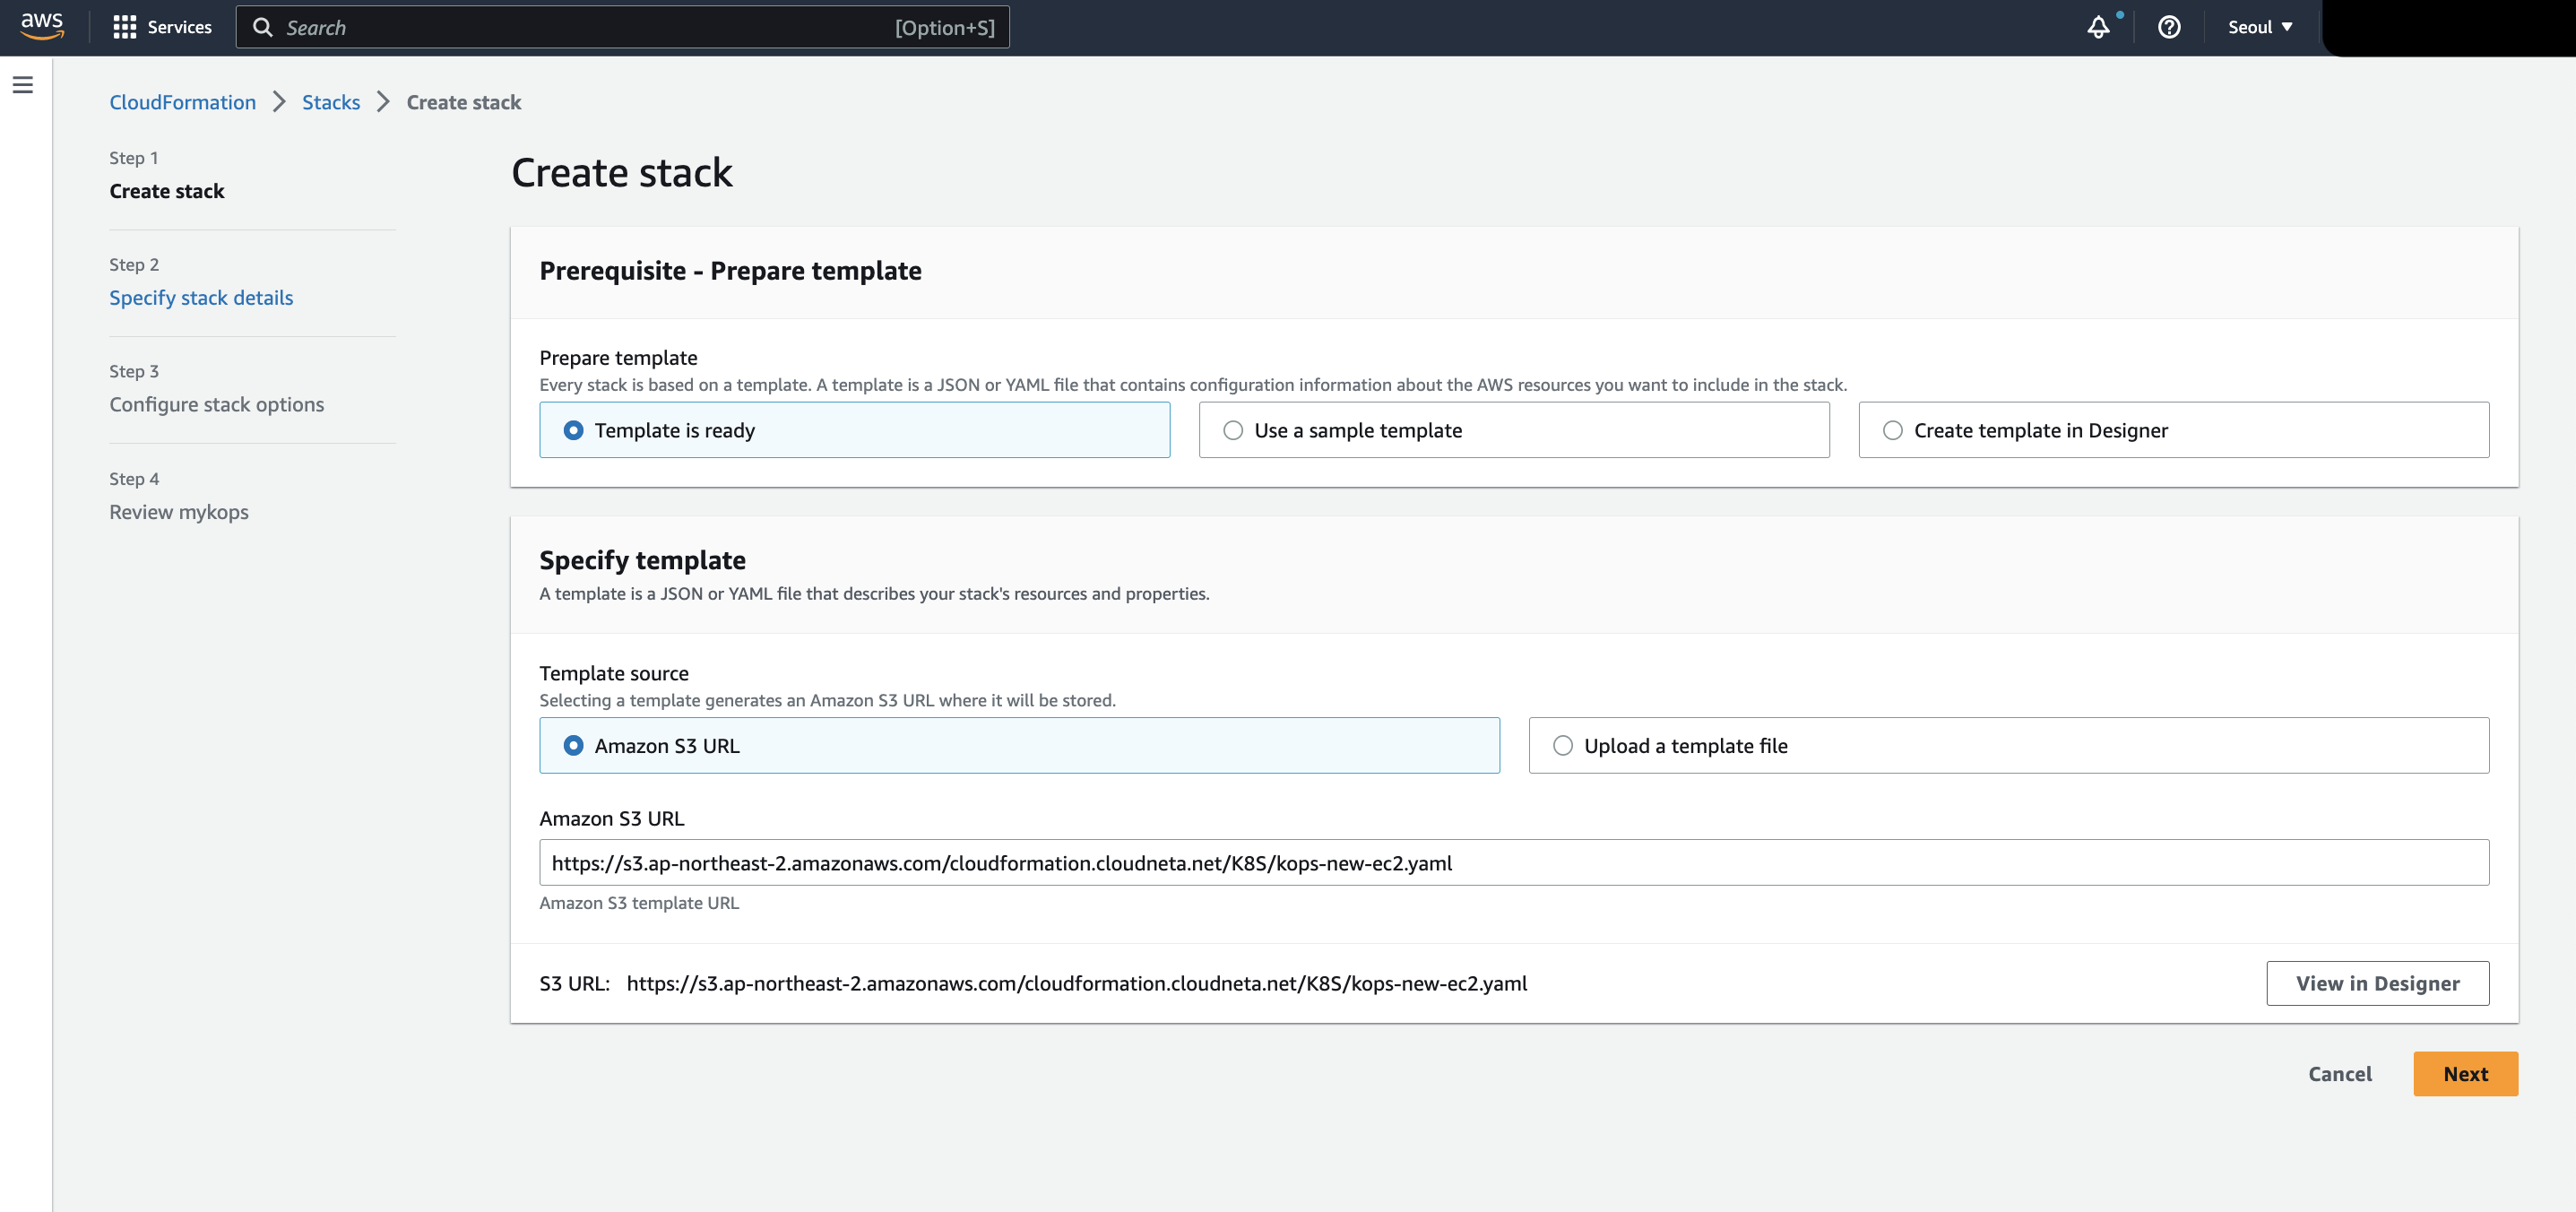 aws
Services
Search
[Option+S]
Seoul
CloudFormation
Stacks
Create stack
Step 1
Create stack
Step 2
Specify stack details
Step 3
Configure stack options
Step 4
Review mykops
Create stack
Prerequisite - Prepare template
Prepare template
Every stack is based on a template. A template is a JSON or YAML file that contains configuration information about the AWS resources you want to include in the stack.
Template is ready
Use a sample template
Create template in Designer
Specify template
A template is a JSON or YAML file that describes your stack's resources and properties.
Template source
Selecting a template generates an Amazon S3 URL where it will be stored.
Amazon S3 URL
Upload a template file
Amazon S3 URL
https://s3.ap-northeast-2.amazonaws.com/cloudformation.cloudneta.net/K8S/kops-new-ec2.yaml
Amazon S3 template URL
S3 URL: https://s3.ap-northeast-2.amazonaws.com/cloudformation.cloudneta.net/K8S/kops-new-ec2.yaml
View in Designer
Cancel
Next